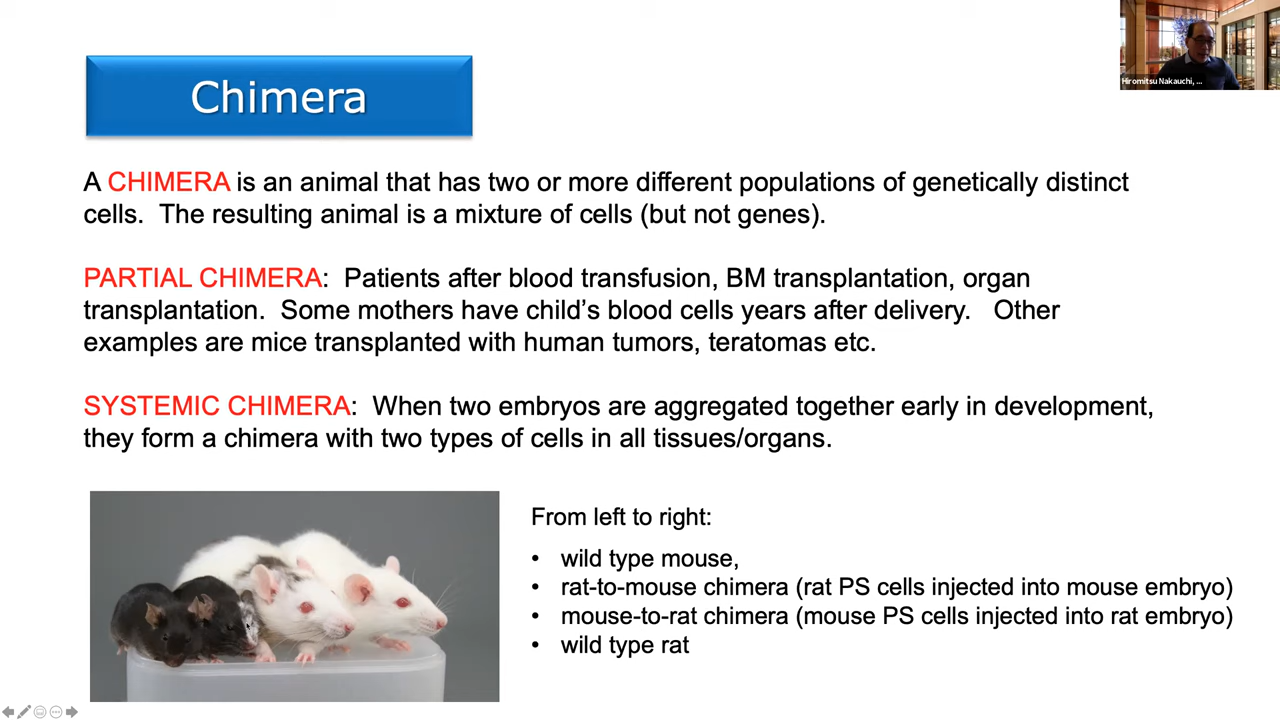 Hiromitsu Nakauchi, ...
Chimera
A CHIMERA is an animal that has two or more different populations of genetically distinct
cells.  The resulting animal is a mixture of cells (but not genes).
PARTIAL CHIMERA:  Patients after blood transfusion, BM transplantation, organ
transplantation.  Some mothers have child’s blood cells years after delivery.   Other
examples are mice transplanted with human tumors, teratomas etc.
SYSTEMIC CHIMERA:  When two embryos are aggregated together early in development,
they form a chimera with two types of cells in all tissues/organs.
From left to right:
• wild type mouse,
• rat-to-mouse chimera (rat PS cells injected into mouse embryo)
• mouse-to-rat chimera (mouse PS cells injected into rat embryo)
• wild type rat